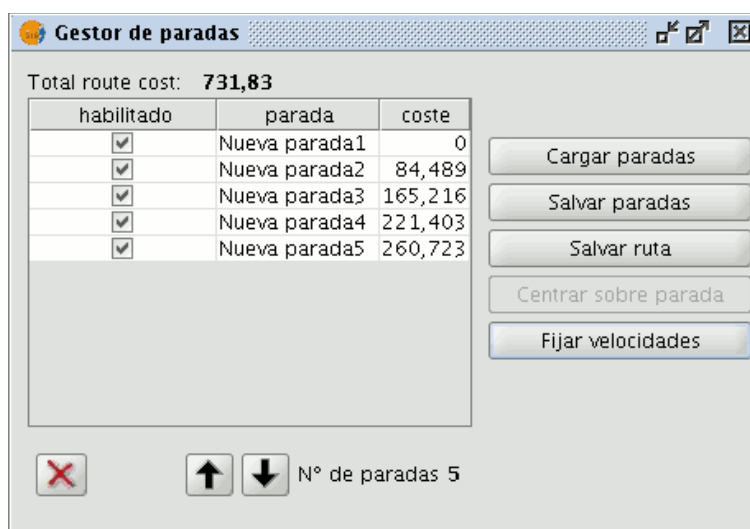 Gestor de paradas
Total route cost: 731,83
habilitado parada coste
Nueva parada1 0
Nueva parada2 84,489
Nueva parada3 165,216
Nueva parada4 221,403
Nueva parada5 260,723
Cargar paradas
Salvar paradas
Salvar ruta
Centrar sobre parada
Fijar velocidades
N° de paradas 5